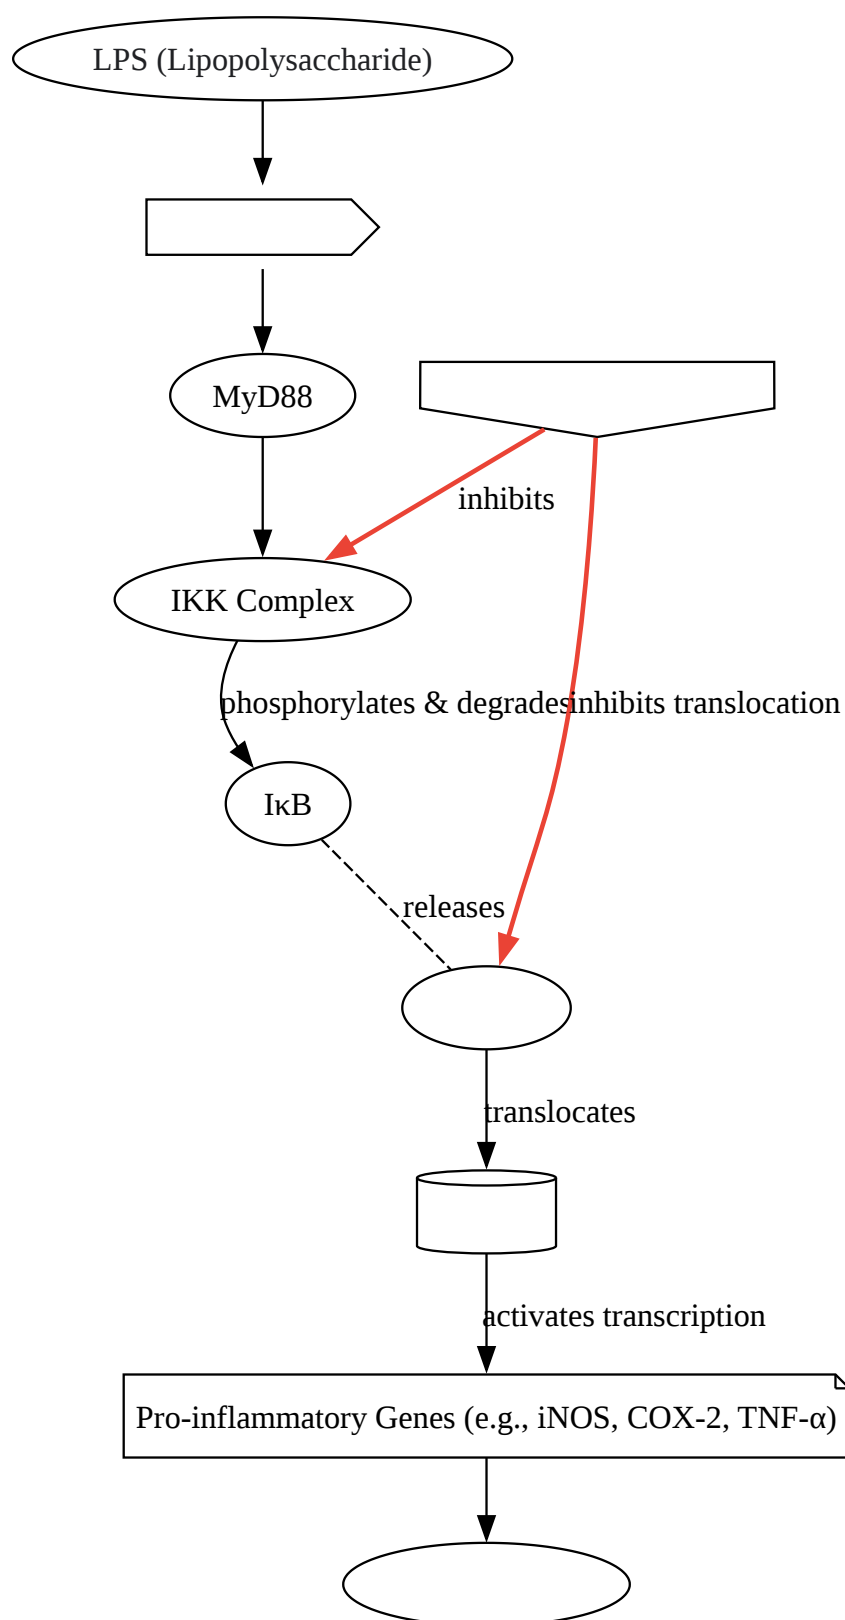 LPS (Lipopolysaccharide)
MyD88
inhibits
IKK Complex
phosphorylates & degrades
inhibits translocation
IκB
releases
translocates
activates transcription
Pro-inflammatory Genes (e.g., iNOS, COX-2, TNF-α)